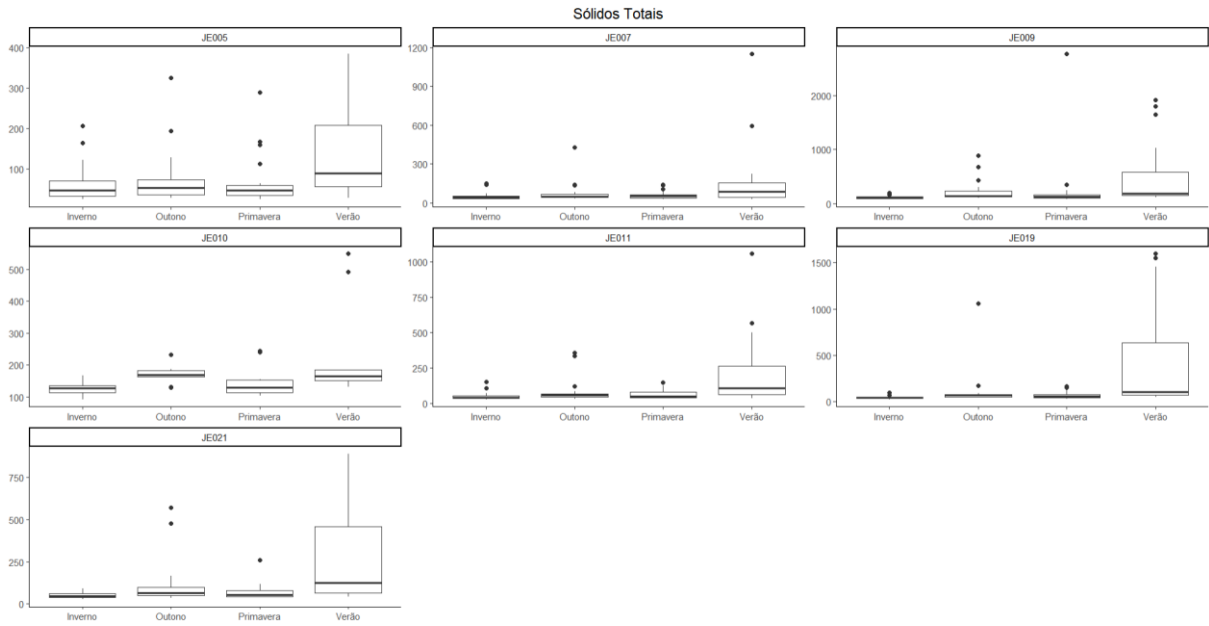 Sólidos Totais
JE005
400
300
200
100
Inverno Outono Primavera Verão
JE007
1200
900
600
300
0
Inverno Outono Primavera Verão
JE009
2000
1000
0
Inverno Outono Primavera Verão
JE010
500
400
300
200
100
Inverno Outono Primavera Verão
JE011
1000
750
500
250
0
Inverno Outono Primavera Verão
JE019
1500
1000
500
0
Inverno Outono Primavera Verão
JE021
750
500
250
0
Inverno Outono Primavera Verão